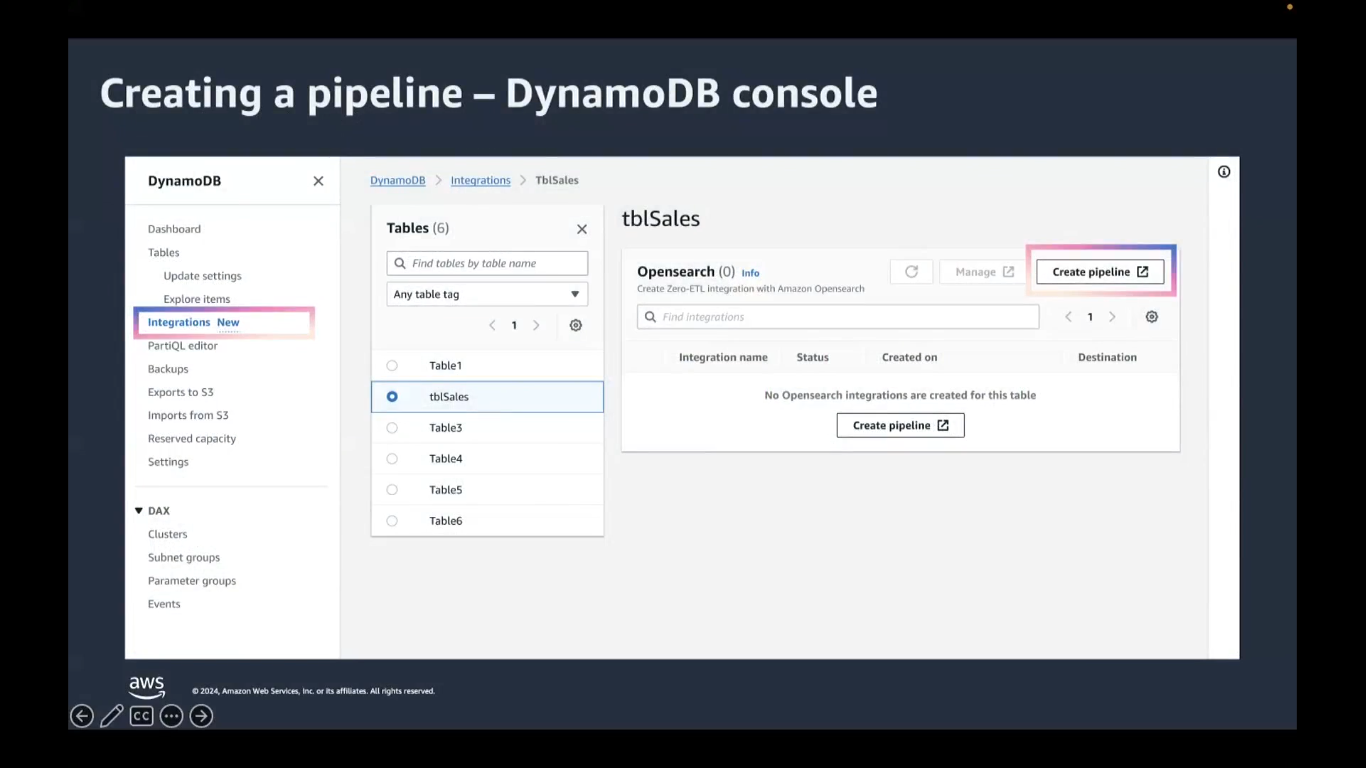 Creating a pipeline – DynamoDB console
DynamoDB
Dashboard
Tables
Update settings
Explore items
Integrations New
PartiQL editor
Backups
Exports to S3
Imports from S3
Reserved capacity
Settings
DAX
Clusters
Subnet groups
Parameter groups
Events
DynamoDB > Integrations > TblSales
Tables (6)
Find tables by table name
Any table tag
1
Table1
tblSales
Table3
Table4
Table5
Table6
tblSales
Opensearch (0) Info
Create Zero-ETL integration with Amazon Opensearch
Manage
Create pipeline
Find integrations
1
Integration name Status Created on Destination
No Opensearch integrations are created for this table
Create pipeline
aws
© 2024, Amazon Web Services, Inc. or its affiliates. All rights reserved.
CC